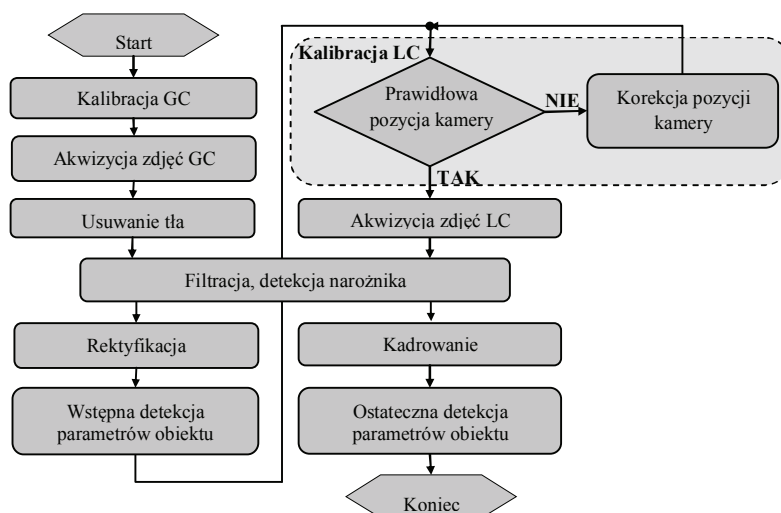 Start
Kalibracja GC
Akwizycja zdjęć GC
Usuwanie tła
Filtracja, detekcja narożnika
Rektyfikacja
Wstępna detekcja
parametrów obiektu
Kalibracja LC
Prawidłowa
pozycja kamery
NIE
Korekcja pozycji
kamery
TAK
Akwizycja zdjęć LC
Kadrowanie
Ostateczna detekcja
parametrów obiektu
Koniec